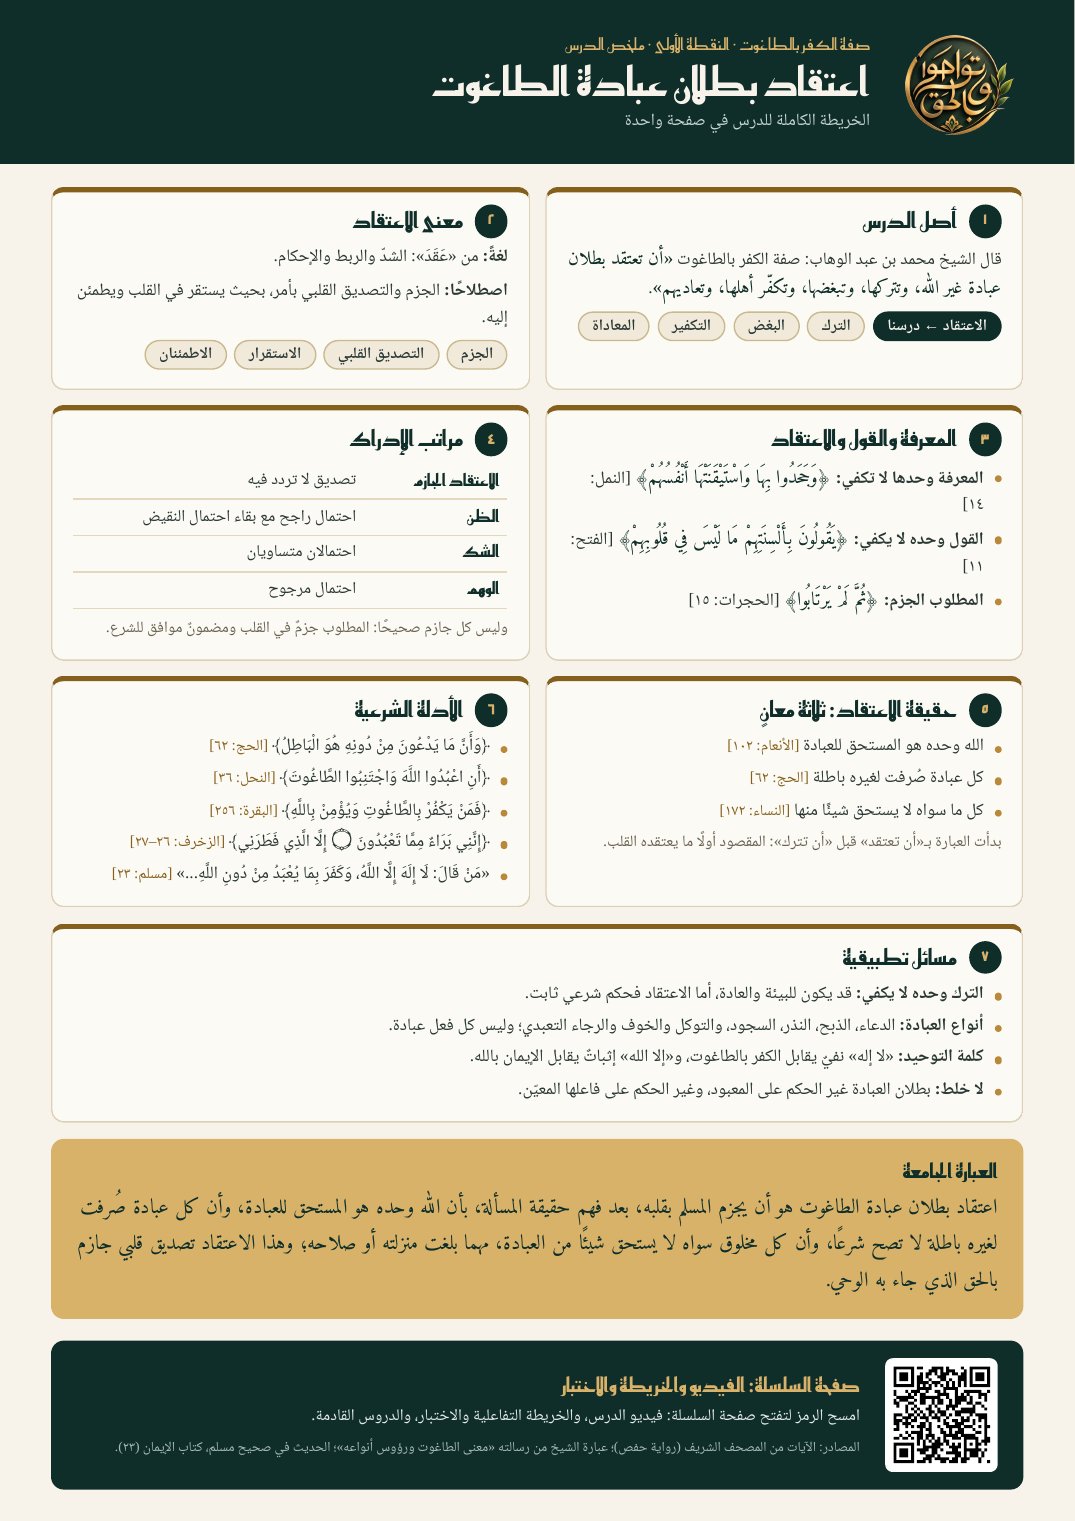 تواصوا
بالحق
صفة الكفر بالطاغوت · النقطة الأولى · ملخص الدرس
اعتقاد بطلان عبادة الطاغوت
الخريطة الكاملة للدرس في صفحة واحدة
١ أصل الدرس
قال الشيخ محمد بن عبد الوهاب: صفة الكفر بالطاغوت «أن تعتقد بطلان
عبادة غير الله، وتتركها، وتبغضها، وتكفّر أهلها، وتعاديهم».
الاعتقاد ← درسنا الترك البغض التكفير المعاداة
٢ معنى الاعتقاد
لغةً: من «عَقَدَ»: الشدّ والربط والإحكام.
اصطلاحًا: الجزم والتصديق القلبي بأمر، بحيث يستقر في القلب ويطمئن
إليه.
الجزم التصديق القلبي الاستقرار الاطمئنان
٣ المعرفة والقول والاعتقاد
المعرفة وحدها لا تكفي: ﴿وَجَحَدُوا بِهَا وَاسْتَيْقَنَتْهَا أَنْفُسُهُمْ﴾ [النمل:
١٤]
القول وحده لا يكفي: ﴿يَقُولُونَ بِأَلْسِنَتِهِمْ مَا لَيْسَ فِي قُلُوبِهِمْ﴾ [الفتح:
١١]
المطلوب الجزم: ﴿ثُمَّ لَمْ يَرْتَابُوا﴾ [الحجرات: ١٥]
٤ مراتب الإدراك
الاعتقاد الجازم تصديق لا تردد فيه
الظن احتمال راجح مع بقاء احتمال النقيض
الشك احتمالان متساويان
الوهم احتمال مرجوح
وليس كل جازم صحيحًا: المطلوب جزمٌ في القلب ومضمونٌ موافق للشرع.
٥ حقيقة الاعتقاد: ثلاثة معانٍ
الله وحده هو المستحق للعبادة [الأنعام: ١٠٢]
كل عبادة صُرفت لغيره باطلة [الحج: ٦٢]
كل ما سواه لا يستحق شيئًا منها [النساء: ١٧٢]
بدأت العبارة بـ«أن تعتقد» قبل «أن تترك»: المقصود أولًا ما يعتقده القلب.
٦ الأدلة الشرعية
﴿وَأَنَّ مَا يَدْعُونَ مِنْ دُونِهِ هُوَ الْبَاطِلُ﴾ [الحج: ٦٢]
﴿أَنِ اعْبُدُوا اللَّهَ وَاجْتَنِبُوا الطَّاغُوتَ﴾ [النحل: ٣٦]
﴿فَمَنْ يَكْفُرْ بِالطَّاغُوتِ وَيُؤْمِنْ بِاللَّهِ﴾ [البقرة: ٢٥٦]
﴿إِنَّنِي بَرَاءٌ مِمَّا تَعْبُدُونَ ۝ إِلَّا الَّذِي فَطَرَنِي﴾ [الزخرف: ٢٦–٢٧]
«مَنْ قَالَ: لَا إِلَهَ إِلَّا اللَّهُ، وَكَفَرَ بِمَا يُعْبَدُ مِنْ دُونِ اللَّهِ...» [مسلم: ٢٣]
٧ مسائل تطبيقية
الترك وحده لا يكفي: قد يكون للبيئة والعادة، أما الاعتقاد فحكم شرعي ثابت.
أنواع العبادة: الدعاء، الذبح، النذر، السجود، والتوكل والخوف والرجاء التعبدي؛ وليس كل فعل عبادة.
كلمة التوحيد: «لا إله» نفيٌ يقابل الكفر بالطاغوت، و«إلا الله» إثباتٌ يقابل الإيمان بالله.
لا خلط: بطلان العبادة غير الحكم على المعبود، وغير الحكم على فاعلها المعيّن.
العبارة الجامعة
اعتقاد بطلان عبادة الطاغوت هو أن يجزم المسلم بقلبه، بعد فهم حقيقة المسألة، بأن الله وحده هو المستحق للعبادة، وأن كل عبادة صُرفت
لغيره باطلة لا تصح شرعًا، وأن كل مخلوق سواه لا يستحق شيئًا من العبادة، مهما بلغت منزلته أو صلاحه؛ وهذا الاعتقاد تصديق قلبي جازم
بالحق الذي جاء به الوحي.
صفحة السلسلة: الفيديو والخريطة والاختبار
امسح الرمز لتفتح صفحة السلسلة: فيديو الدرس، والخريطة التفاعلية والاختبار، والدروس القادمة.
المصادر: الآيات من المصحف الشريف (رواية حفص)؛ عبارة الشيخ من رسالته «معنى الطاغوت ورؤوس أنواعه»؛ الحديث في صحيح مسلم، كتاب الإيمان (٢٣).